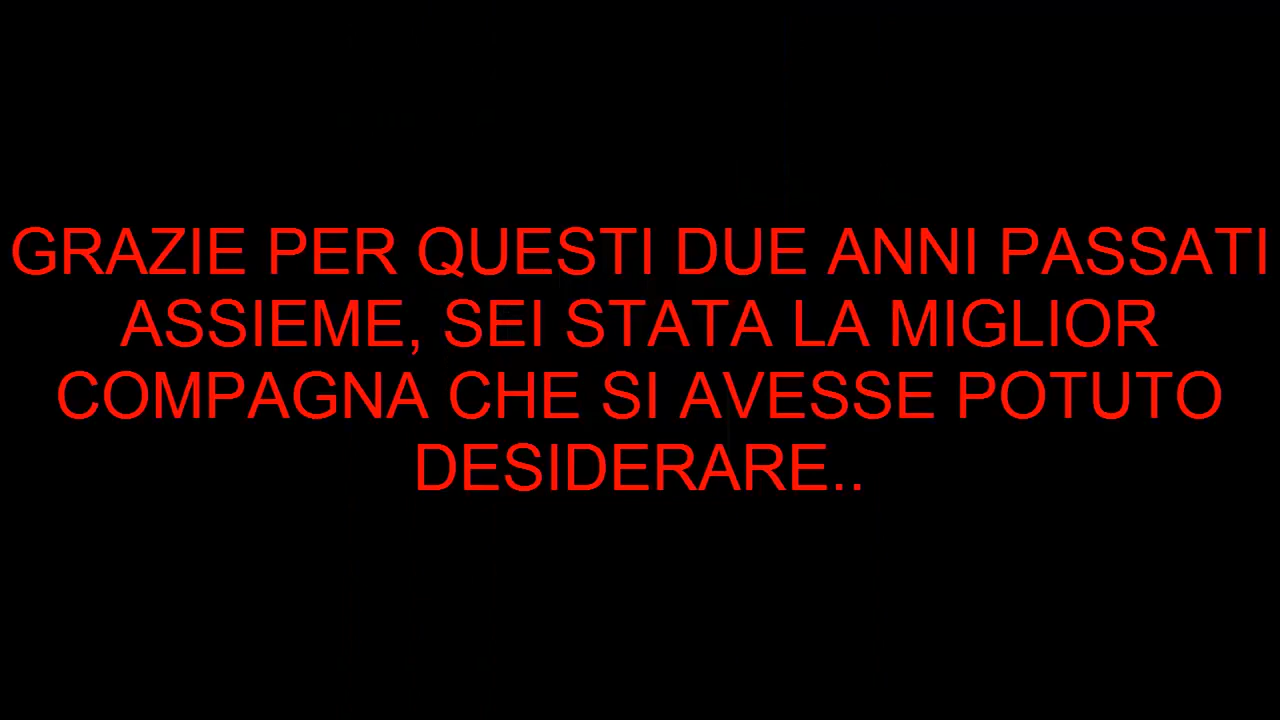 GRAZIE PER QUESTI DUE ANNI PASSATI
ASSIEME, SEI STATA LA MIGLIOR
COMPAGNA CHE SI AVESSE POTUTO
DESIDERARE..